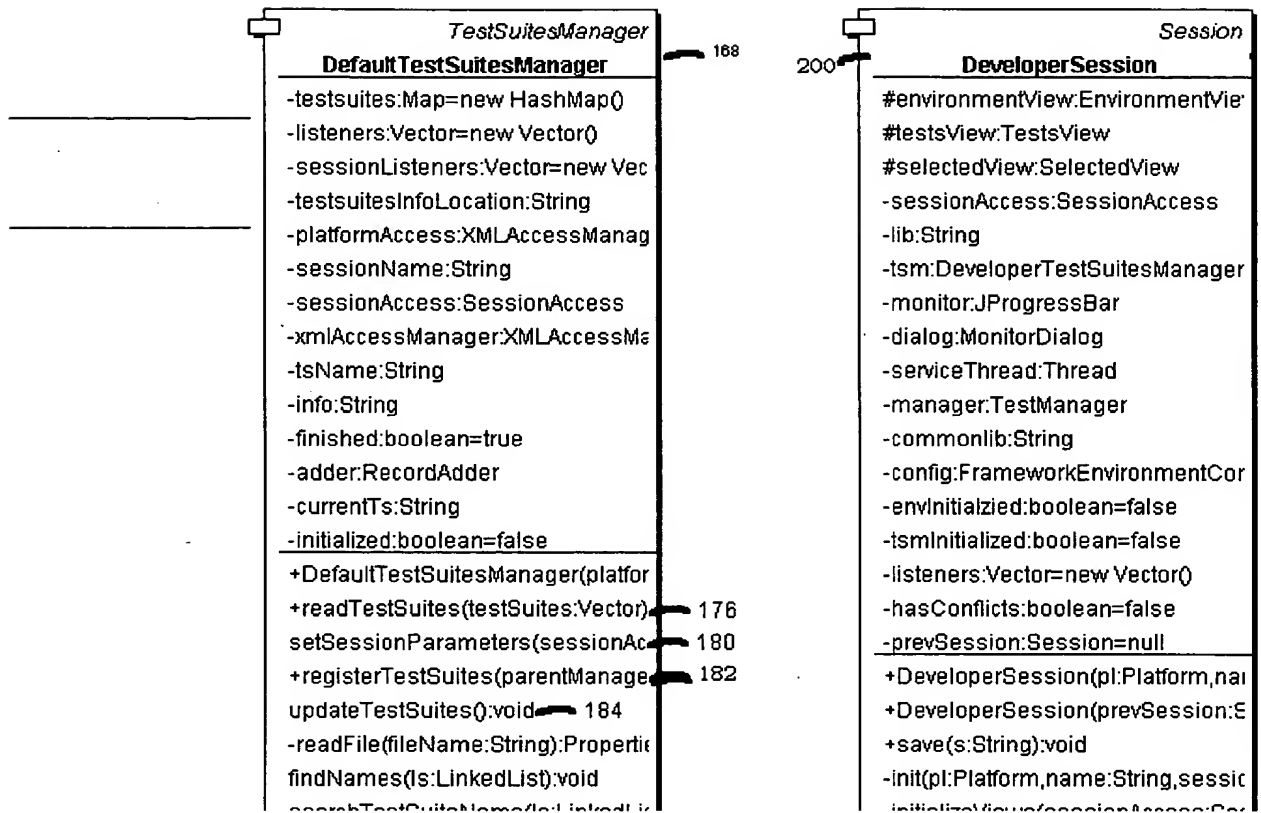 TestSuitesManager
DefaultTestSuitesManager
168
-testsuites:Map=new HashMap()
-listeners:Vector=new Vector()
-sessionListeners:Vector=new Vec
-testsuitesInfoLocation:String
-platformAccess:XMLAccessManag
-sessionName:String
-sessionAccess:SessionAccess
-xmlAccessManager:XMLAccessMa
-tsName:String
-info:String
-finished:boolean=true
-adder:RecordAdder
-currentTs:String
-initialized:boolean=false
+DefaultTestSuitesManager(platfor
+readTestSuites(testSuites:Vector) 176
setSessionParameters(sessionAc 180
+registerTestSuites(parentManage 182
updateTestSuites():void 184
-readFile(fileName:String):Properti
findNames(ls:LinkedList):void
Session
200
DeveloperSession
#environmentView:EnvironmentVie
#testsView:TestsView
#selectedView:SelectedView
-sessionAccess:SessionAccess
-lib:String
-tsm:DeveloperTestSuitesManager
-monitor:JProgressBar
-dialog:MonitorDialog
-serviceThread:Thread
-manager:TestManager
-commonlib:String
-config:FrameworkEnvironmentCor
-envInitialzied:boolean=false
-tsmInitialized:boolean=false
-listeners:Vector=new Vector()
-hasConflicts:boolean=false
-prevSession:Session=null
+DeveloperSession(pl:Platform,nar
+DeveloperSession(prevSession:S
+save(s:String):void
-init(pl:Platform,name:String,sessic